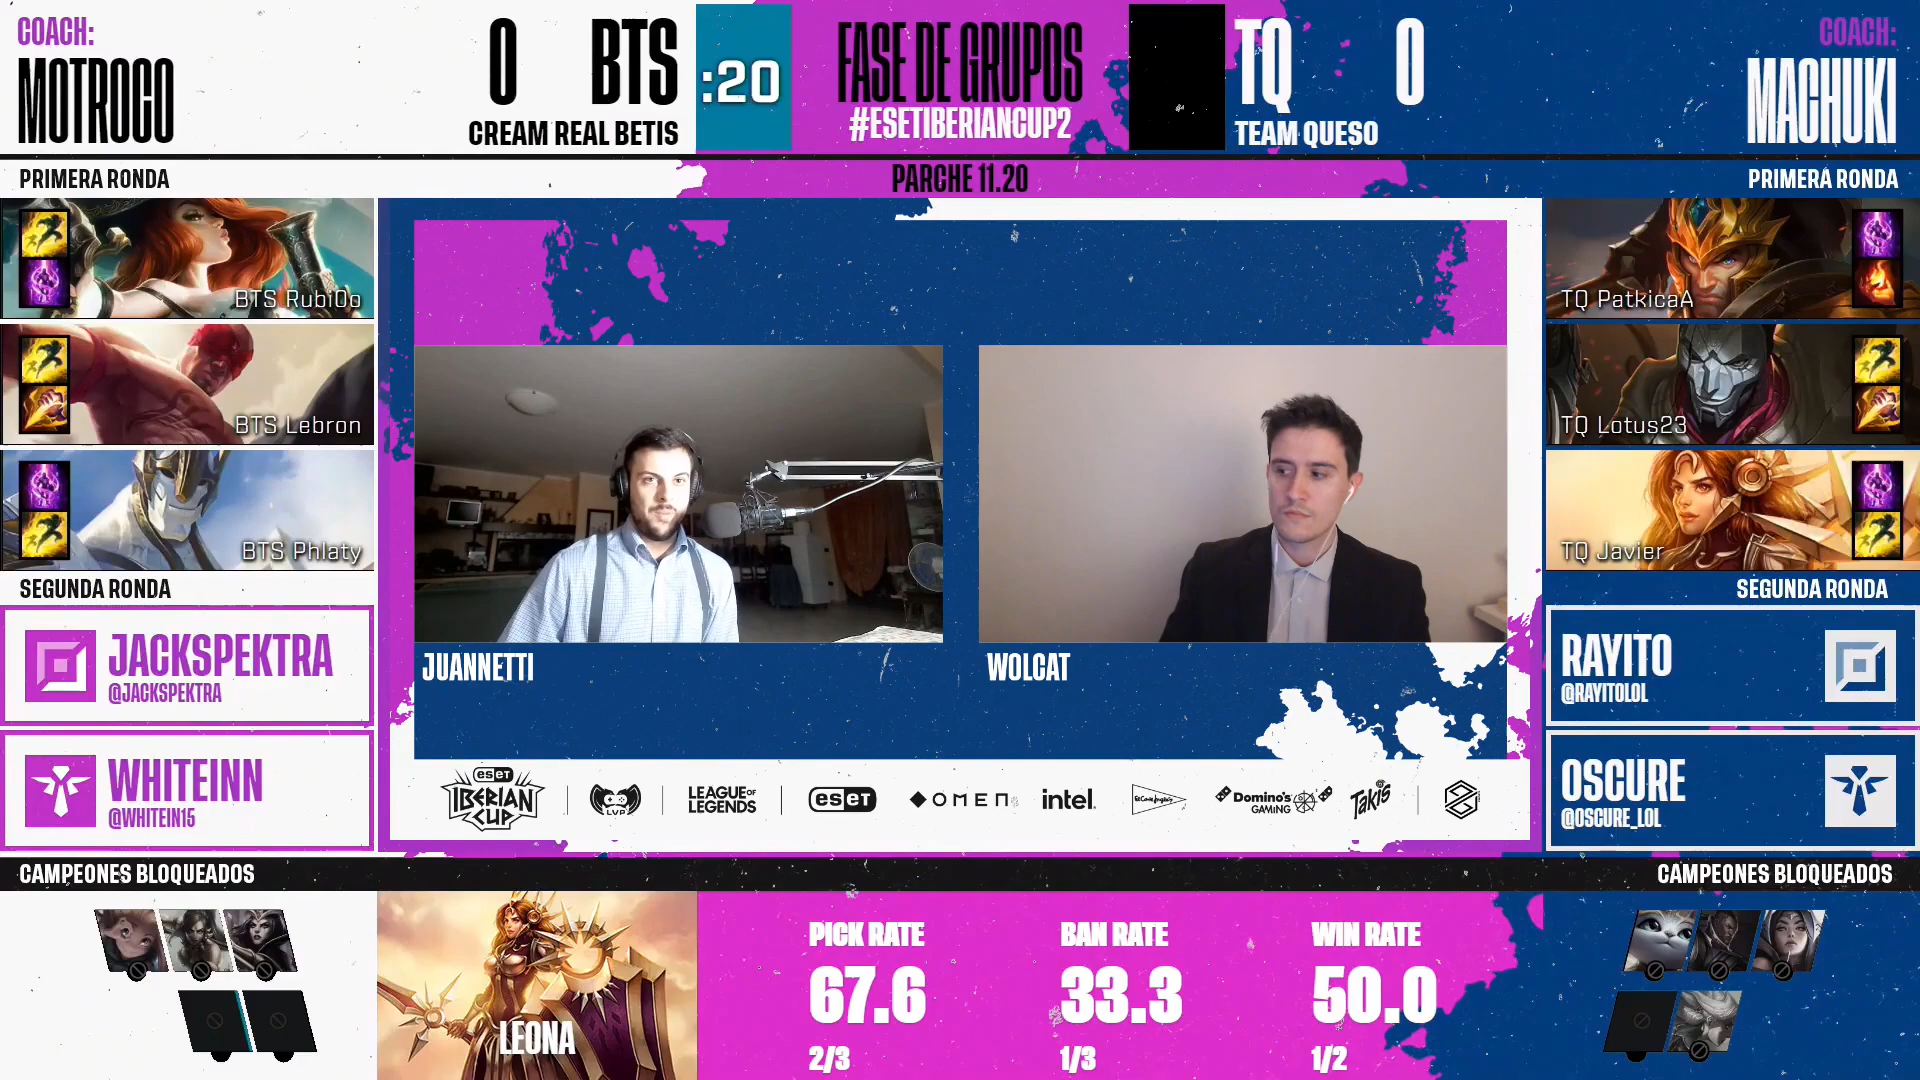 COACH:
MOTROCO
0 BTS
CREAM REAL BETIS
:20
FASE DE GRUPOS
#ESETIBERIANCUP2
TQ 0
TEAM QUESO
COACH:
MACHUKI
PRIMERA RONDA
PARCHE 11.20
PRIMERA RONDA
BTS Rubi0o
BTS Lebron
BTS Phlaty
TQ PatkicaA
TQ Lotus23
TQ Javier
SEGUNDA RONDA
JACKSPEKTRA
@JACKSPEKTRA
WHITEINN
@WHITEIN15
SEGUNDA RONDA
RAYITO
@RAYITOLOL
OSCURE
@OSCURE_LOL
JUANNETTI
WOLCAT
eseT IBERIAN CUP
LVP
LEAGUE OF LEGENDS
eseT
OMEN
intel.
El Corte Inglés
Domino's GAMING
Takis
CAMPEONES BLOQUEADOS
CAMPEONES BLOQUEADOS
LEONA
PICK RATE
67.6
2/3
BAN RATE
33.3
1/3
WIN RATE
50.0
1/2